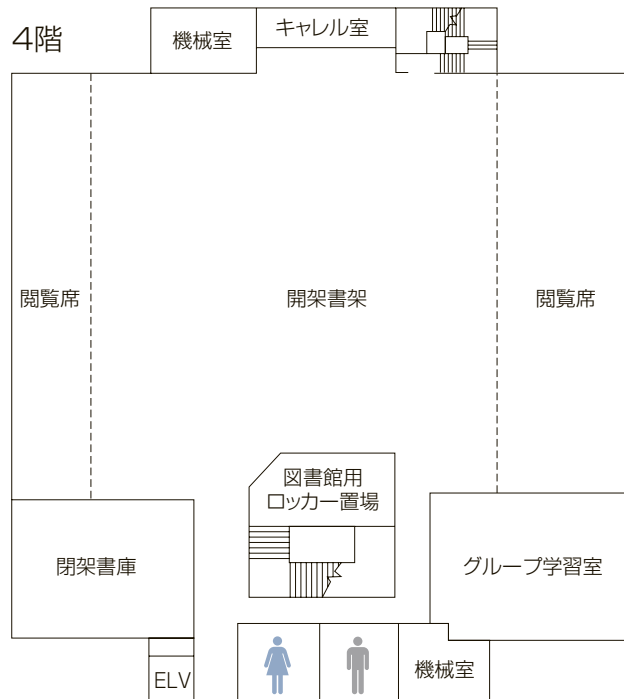 4階
機械室
キャレル室
閲覧席
開架書架
閲覧席
図書館用
ロッカー置場
閉架書庫
グループ学習室
ELV
機械室